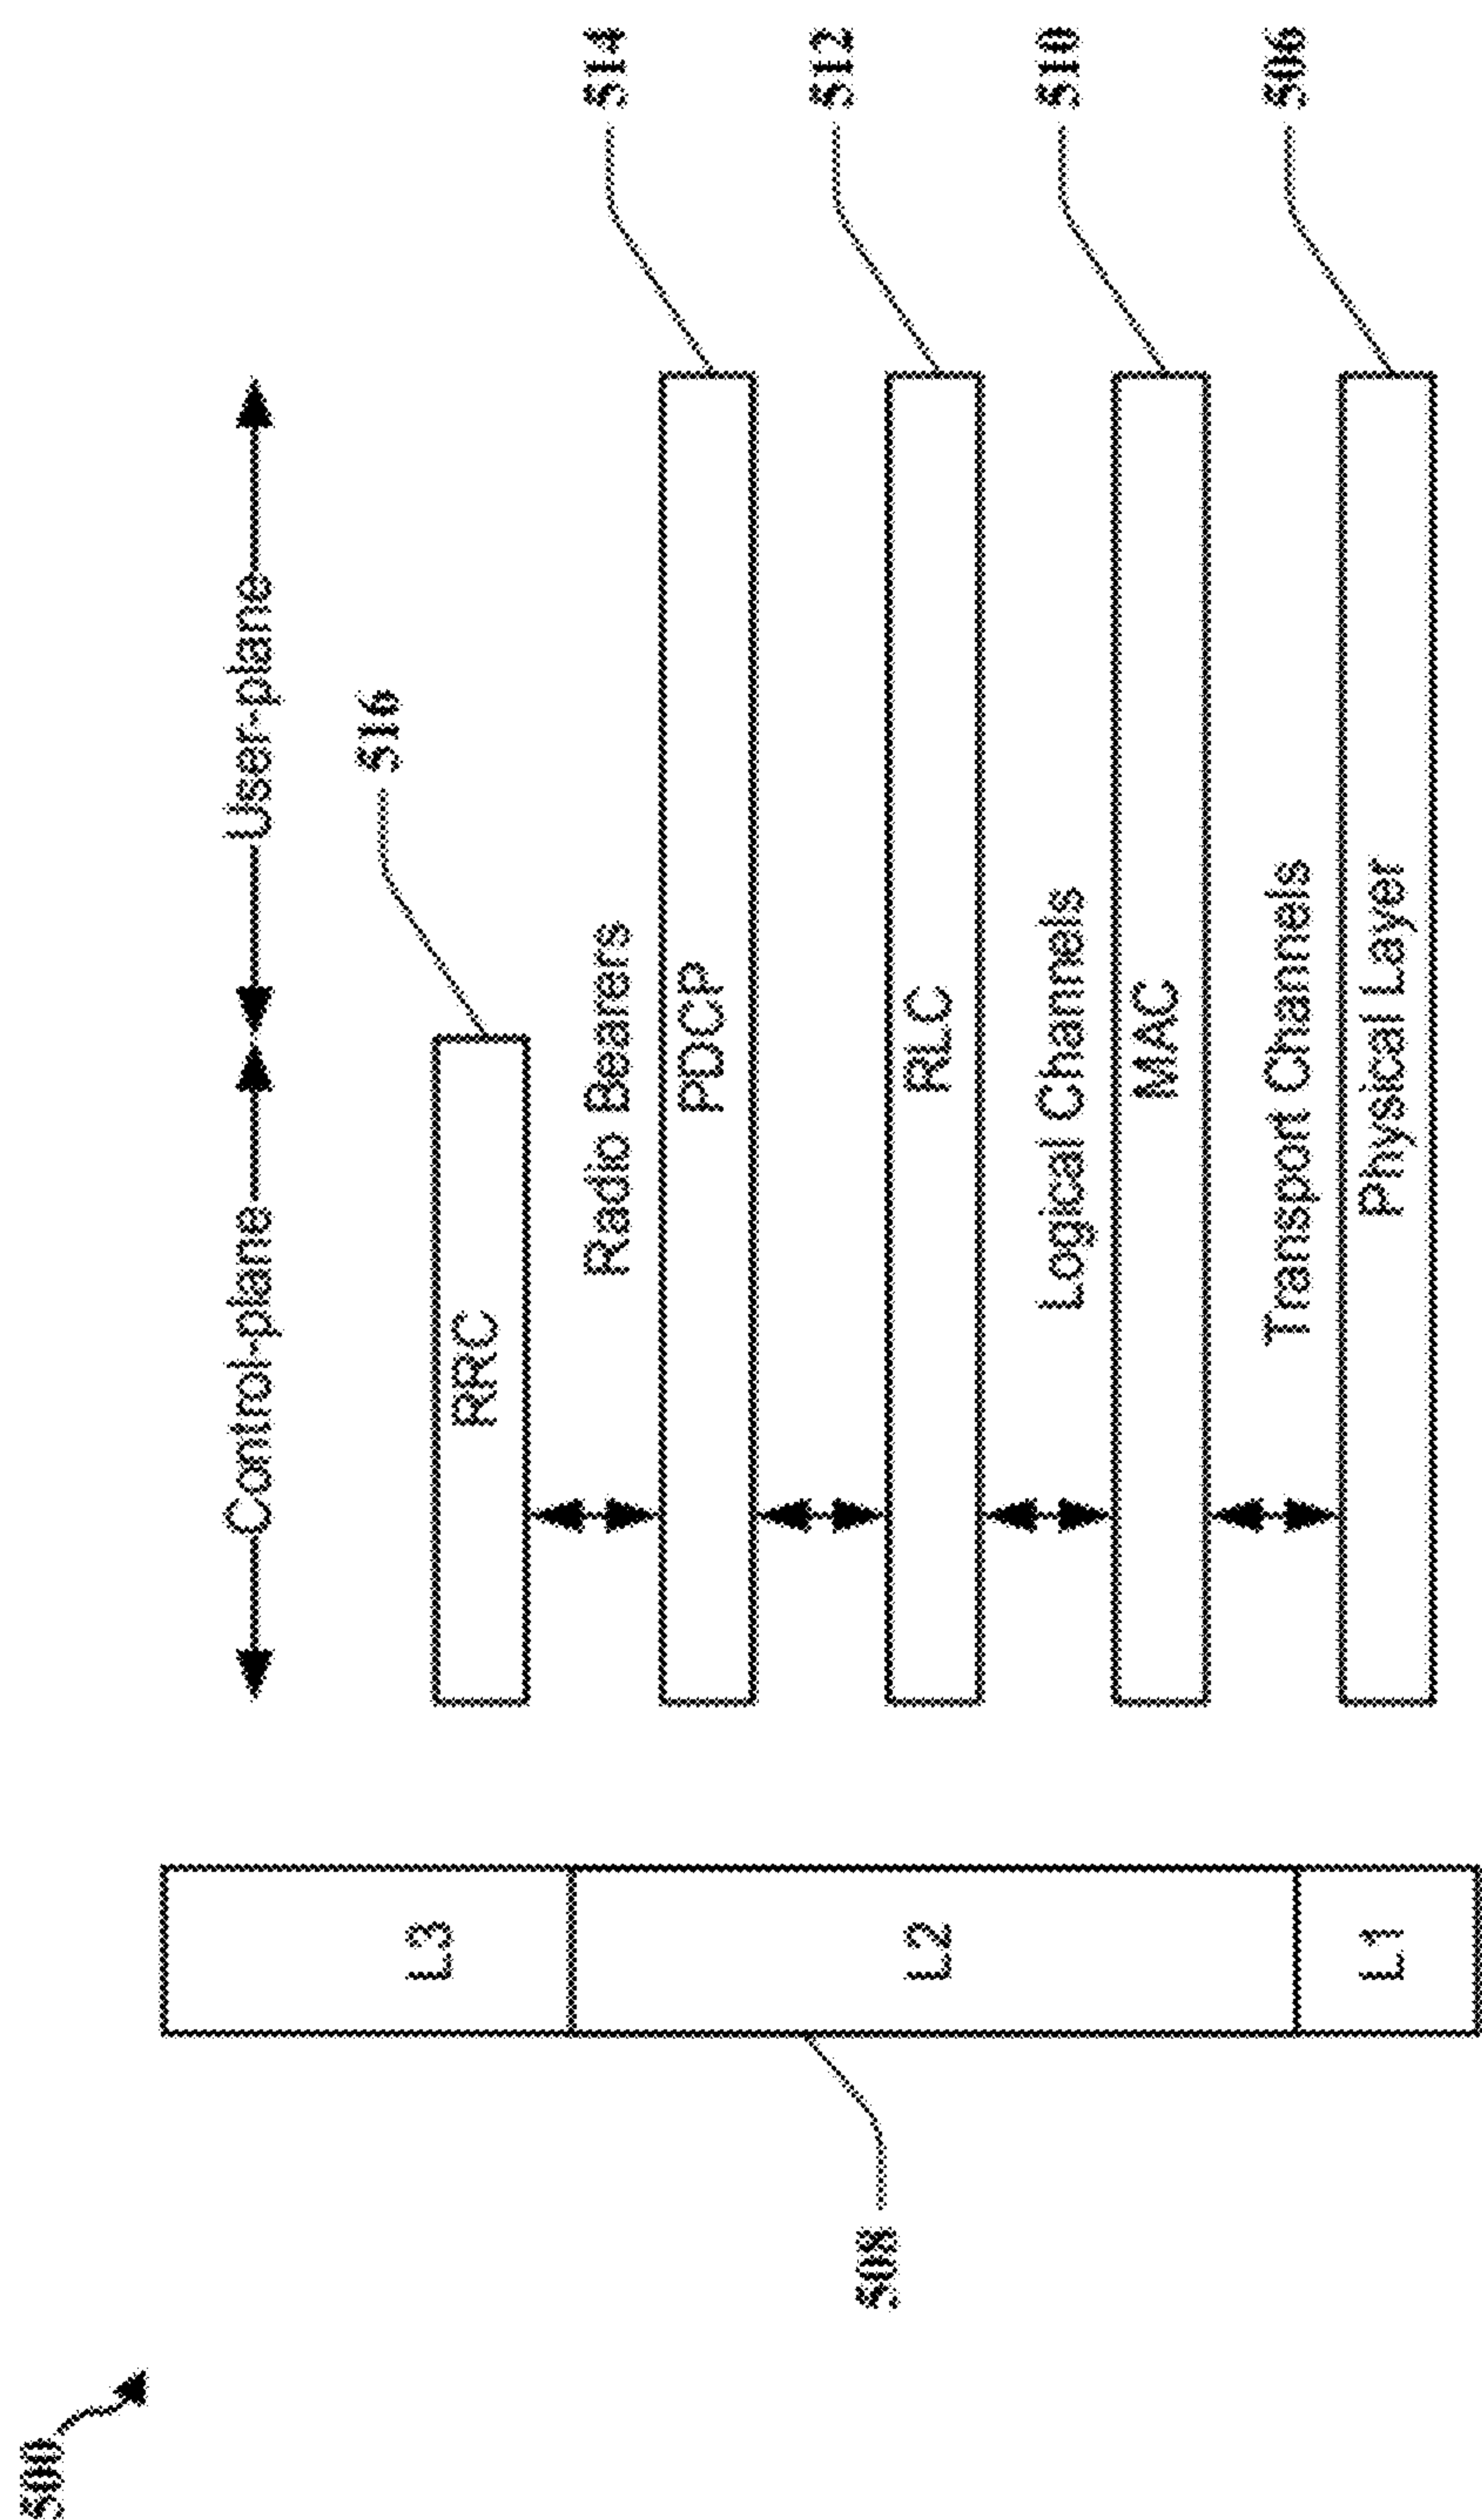 500
Control-plane
User-plane
L3
RRC
516
Radio Bearers
514
PDCP
508
L2
RLC
512
Logical Channels
510
MAC
Transport Channels
506
L1
Physical Layer